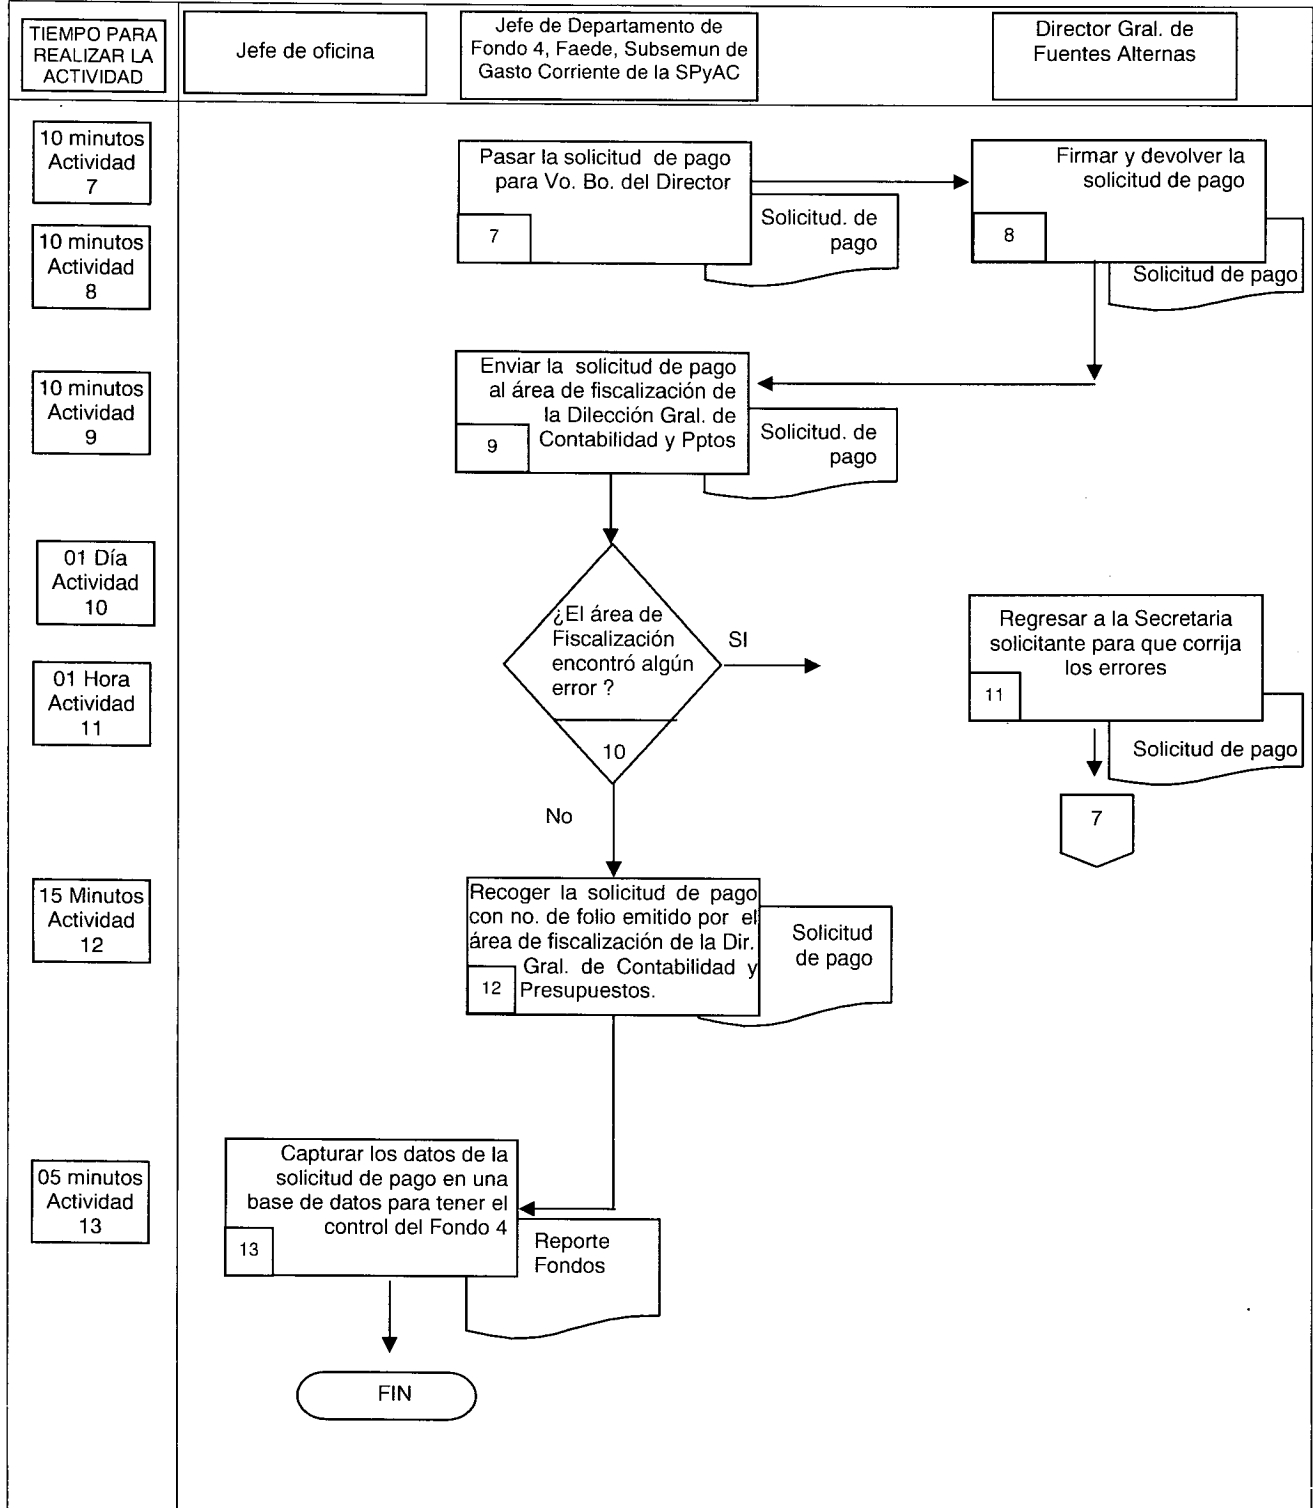 TIEMPO PARA
REALIZAR LA
ACTIVIDAD
Jefe de oficina
Jefe de Departamento de
Fondo 4, Faede, Subsemun de
Gasto Corriente de la SPyAC
Director Gral. de
Fuentes Alternas
10 minutos
Actividad
7
Pasar la solicitud de pago
para Vo. Bo. del Director
7
Solicitud. de
pago
Firmar y devolver la
solicitud de pago
8
Solicitud de pago
10 minutos
Actividad
8
10 minutos
Actividad
9
Enviar la solicitud de pago
al área de fiscalización de
la Dilección Gral. de
Contabilidad y Pptos
9
Solicitud. de
pago
01 Día
Actividad
10
¿El área de
Fiscalización
encontró algún
error ?
10
SI
No
Regresar a la Secretaria
solicitante para que corrija
los errores
11
Solicitud de pago
7
01 Hora
Actividad
11
15 Minutos
Actividad
12
Recoger la solicitud de pago
con no. de folio emitido por el
área de fiscalización de la Dir.
Gral. de Contabilidad y
Presupuestos.
12
Solicitud
de pago
05 minutos
Actividad
13
Capturar los datos de la
solicitud de pago en una
base de datos para tener el
control del Fondo 4
13
Reporte
Fondos
FIN